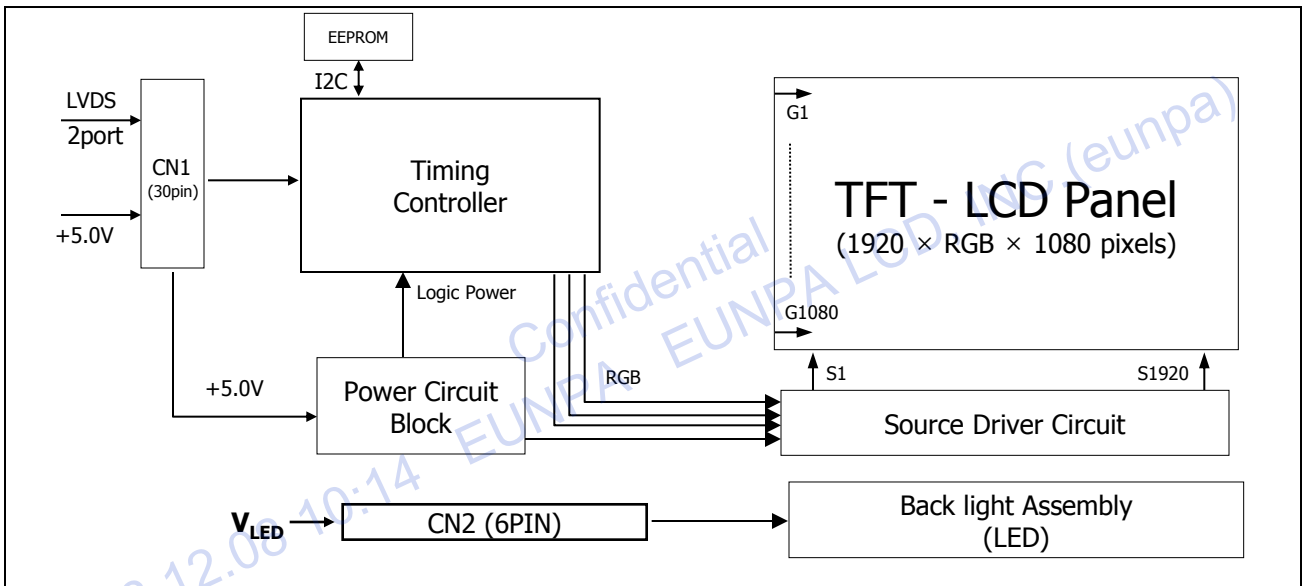 EEPROM
I2C
LVDS
2port
CN1
(30pin)
+5.0V
Timing
Controller
Logic Power
+5.0V
Power Circuit
Block
RGB
G1
TFT - LCD Panel
(1920 × RGB × 1080 pixels)
G1080
S1
S1920
Source Driver Circuit
V LED
CN2 (6PIN)
Back light Assembly
(LED)
Confidential
EUNPA EUNPA LCD, INC (eunpa)
12.08 10:14